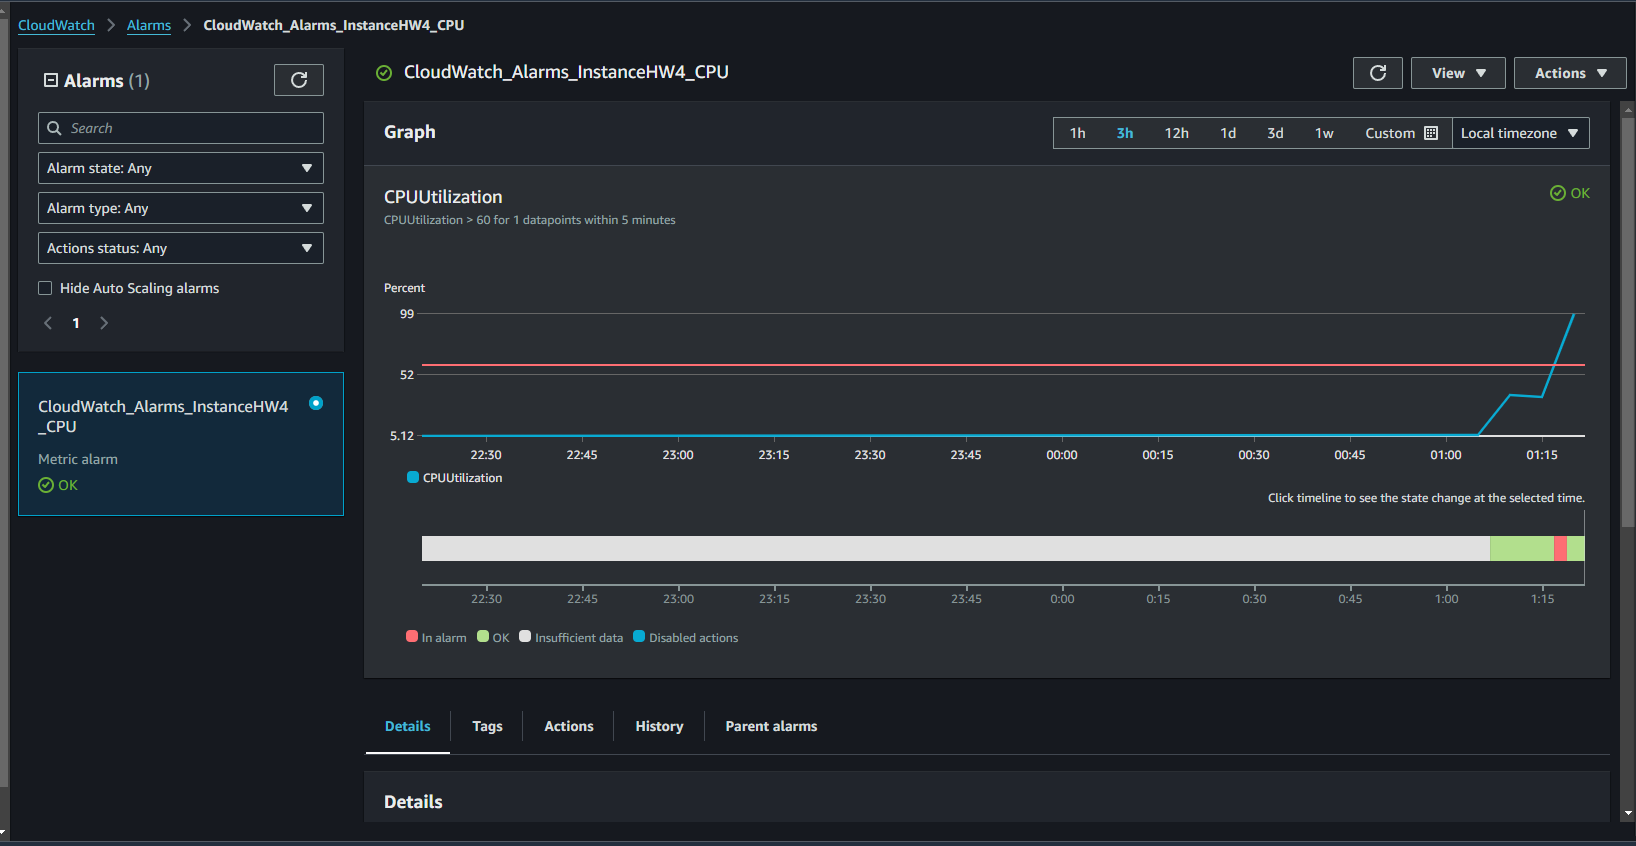 CloudWatch > Alarms > CloudWatch_Alarms_InstanceHW4_CPU
Alarms (1)
Search
Alarm state: Any
Alarm type: Any
Actions status: Any
Hide Auto Scaling alarms
1
CloudWatch_Alarms_InstanceHW4
_CPU
Metric alarm
OK
CloudWatch_Alarms_InstanceHW4_CPU
View
Actions
Graph
1h 3h 12h 1d 3d 1w Custom Local timezone
CPUUtilization
OK
CPUUtilization > 60 for 1 datapoints within 5 minutes
Percent
99
52
5.12
22:30 22:45 23:00 23:15 23:30 23:45 00:00 00:15 00:30 00:45 01:00 01:15
CPUUtilization
Click timeline to see the state change at the selected time.
22:30 22:45 23:00 23:15 23:30 23:45 0:00 0:15 0:30 0:45 1:00 1:15
In alarm OK Insufficient data Disabled actions
Details Tags Actions History Parent alarms
Details